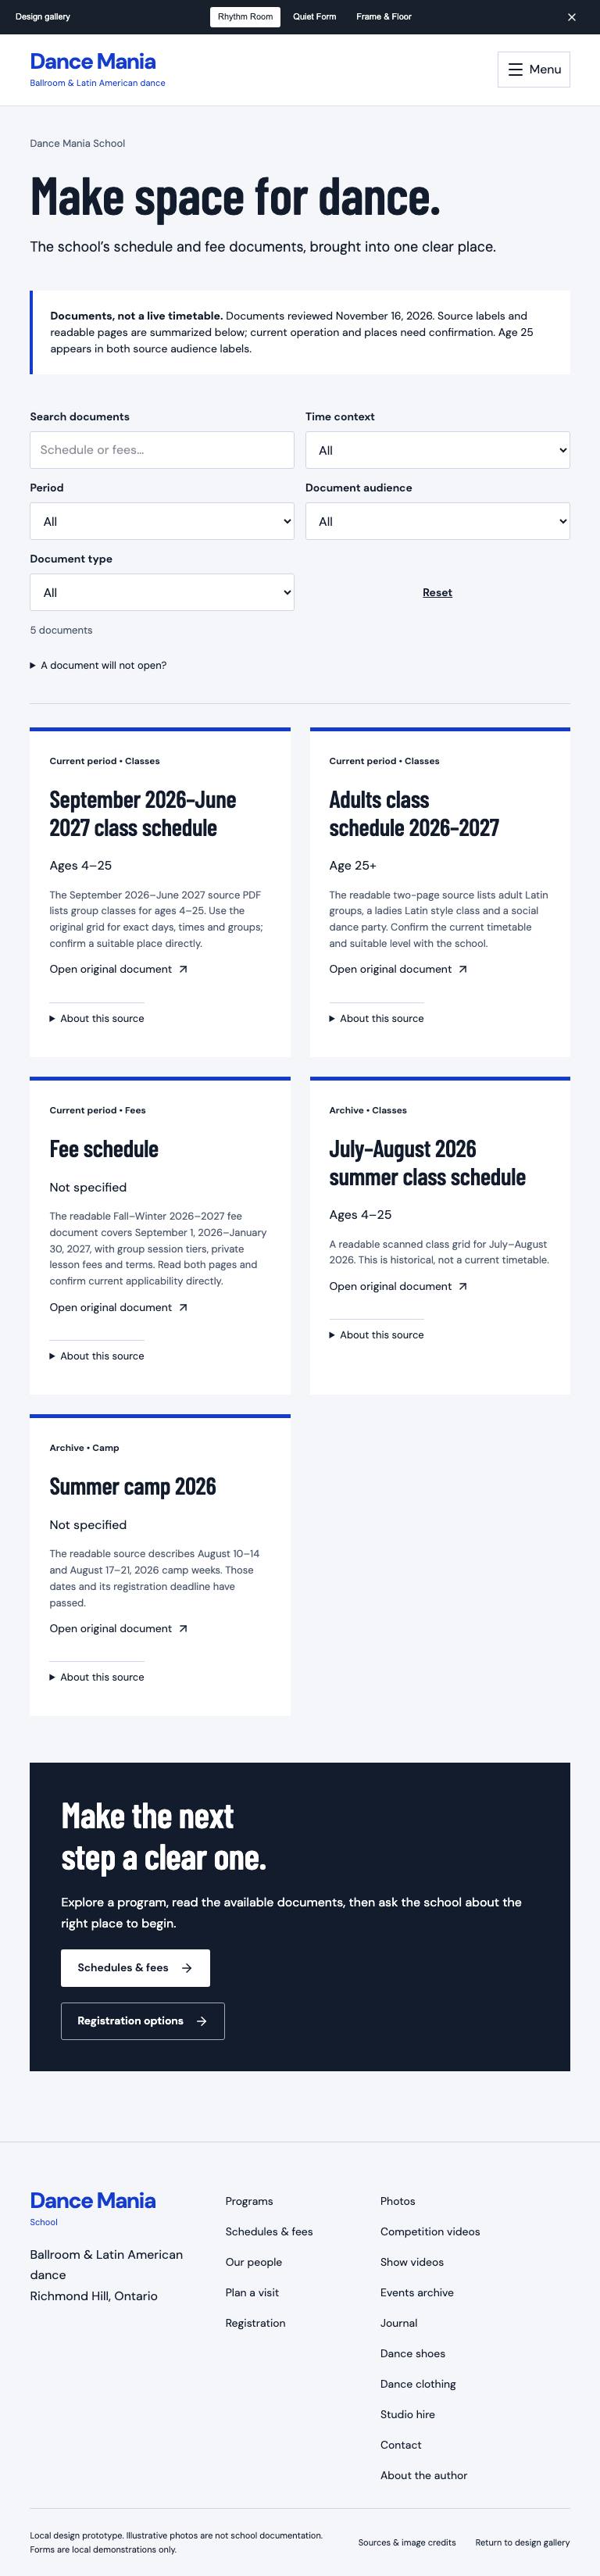 Design gallery
Rhythm Room
Quiet Form
Frame & Floor
Dance Mania
Ballroom & Latin American dance
Menu
Dance Mania School
Make space for dance.
The school's schedule and fee documents, brought into one clear place.
Documents, not a live timetable. Documents reviewed November 16, 2026. Source labels and
readable pages are summarized below; current operation and places need confirmation. Age 25
appears in both source audience labels.
Search documents
Schedule or fees…
Time context
All
Period
All
Document audience
All
Document type
All
Reset
5 documents
A document will not open?
Current period • Classes
September 2026–June
2027 class schedule
Ages 4–25
The September 2026–June 2027 source PDF
lists group classes for ages 4–25. Use the
original grid for exact days, times and groups;
confirm a suitable place directly.
Open original document
About this source
Current period • Classes
Adults class
schedule 2026–2027
Age 25+
The readable two-page source lists adult Latin
groups, a ladies Latin style class and a social
dance party. Confirm the current timetable
and suitable level with the school.
Open original document
About this source
Current period • Fees
Fee schedule
Not specified
The readable Fall–Winter 2026–2027 fee
document covers September 1, 2026–January
30, 2027, with group session tiers, private
lesson fees and terms. Read both pages and
confirm current applicability directly.
Open original document
About this source
Archive • Classes
July–August 2026
summer class schedule
Ages 4–25
A readable scanned class grid for July–August
2026. This is historical, not a current timetable.
Open original document
About this source
Archive • Camp
Summer camp 2026
Not specified
The readable source describes August 10–14
and August 17–21, 2026 camp weeks. Those
dates and its registration deadline have
passed.
Open original document
About this source
Make the next
step a clear one.
Explore a program, read the available documents, then ask the school about the
right place to begin.
Schedules & fees
Registration options
Dance Mania
School
Ballroom & Latin American
dance
Richmond Hill, Ontario
Programs
Schedules & fees
Our people
Plan a visit
Registration
Photos
Competition videos
Show videos
Events archive
Journal
Dance shoes
Dance clothing
Studio hire
Contact
About the author
Local design prototype. Illustrative photos are not school documentation.
Forms are local demonstrations only.
Sources & image credits
Return to design gallery